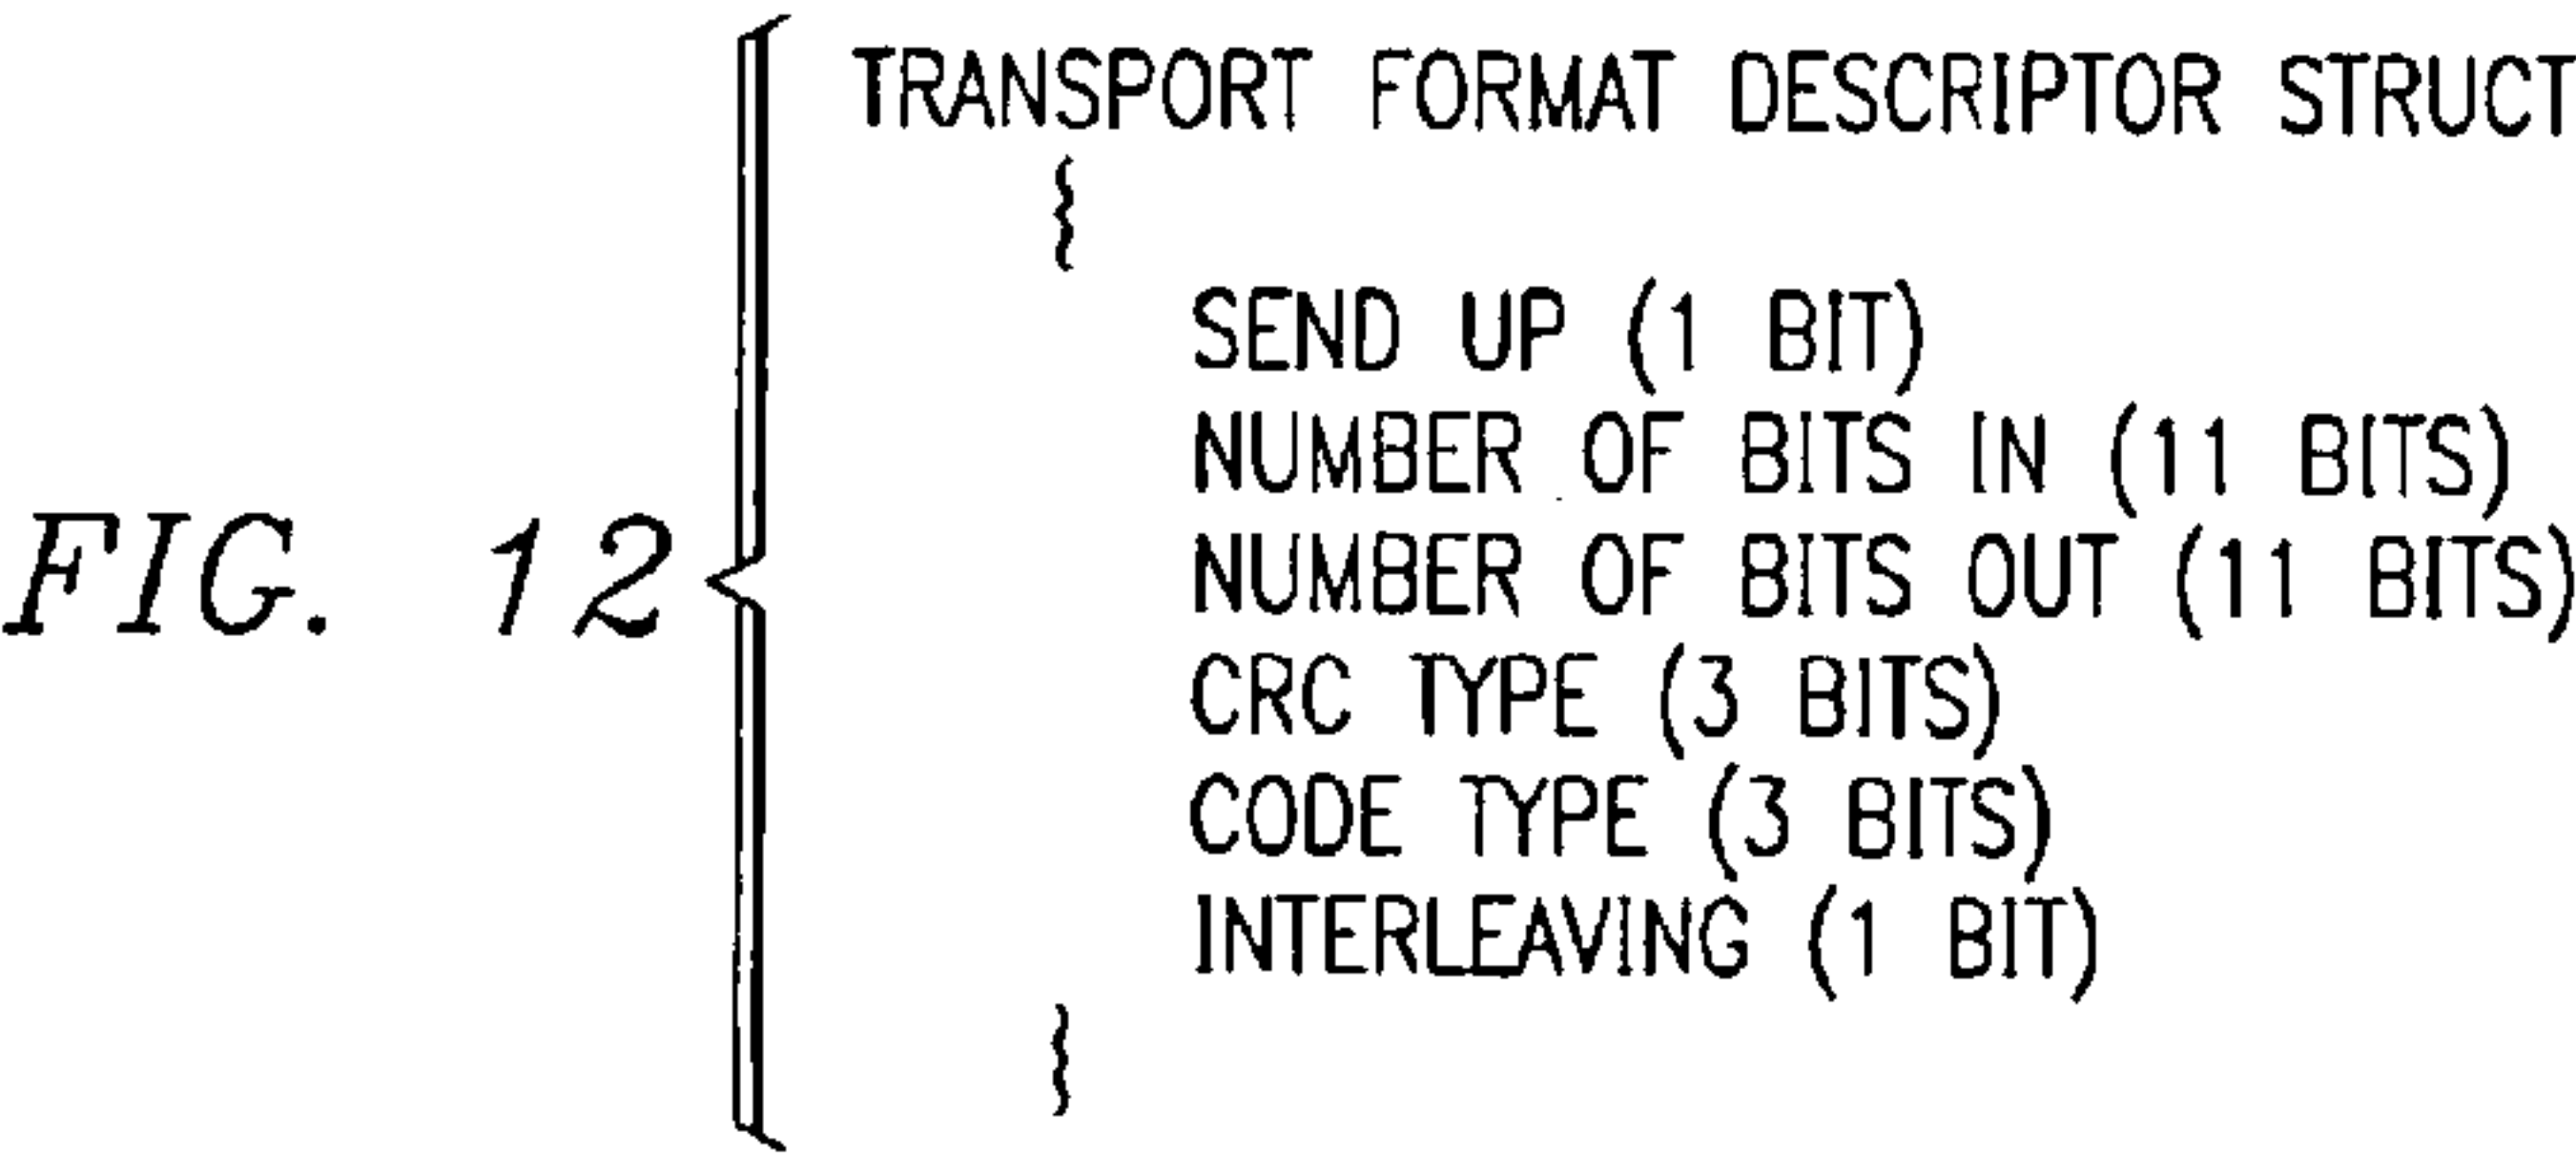 TRANSPORT FORMAT DESCRIPTOR STRUCT
{
SEND UP (1 BIT)
NUMBER OF BITS IN (11 BITS)
NUMBER OF BITS OUT (11 BITS)
CRC TYPE (3 BITS)
CODE TYPE (3 BITS)
INTERLEAVING (1 BIT)
}
FIG. 12